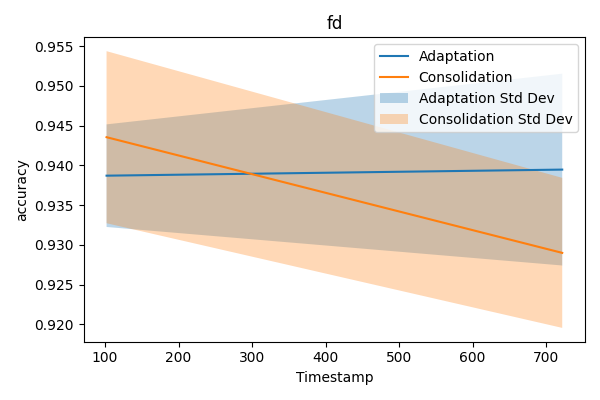 fd
0.955
0.950
0.945
0.940
0.935
0.930
0.925
0.920
accuracy
Adaptation
Consolidation
Adaptation Std Dev
Consolidation Std Dev
100 200 300 400 500 600 700
Timestamp